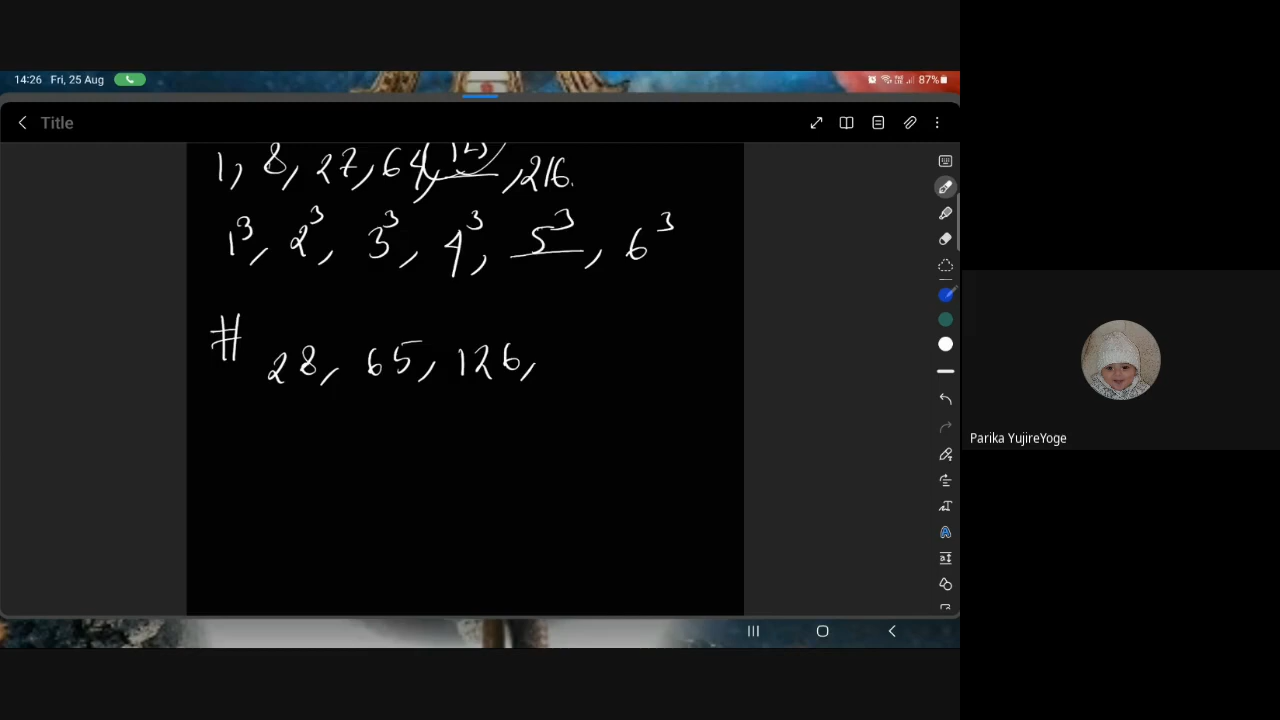 14:26 Fri, 25 Aug
87%
Title
1, 8, 27, 64, 125, 216.
1³, 2³, 3³, 4³, 5³, 6³
# 28, 65, 126,
Parika YujireYoge